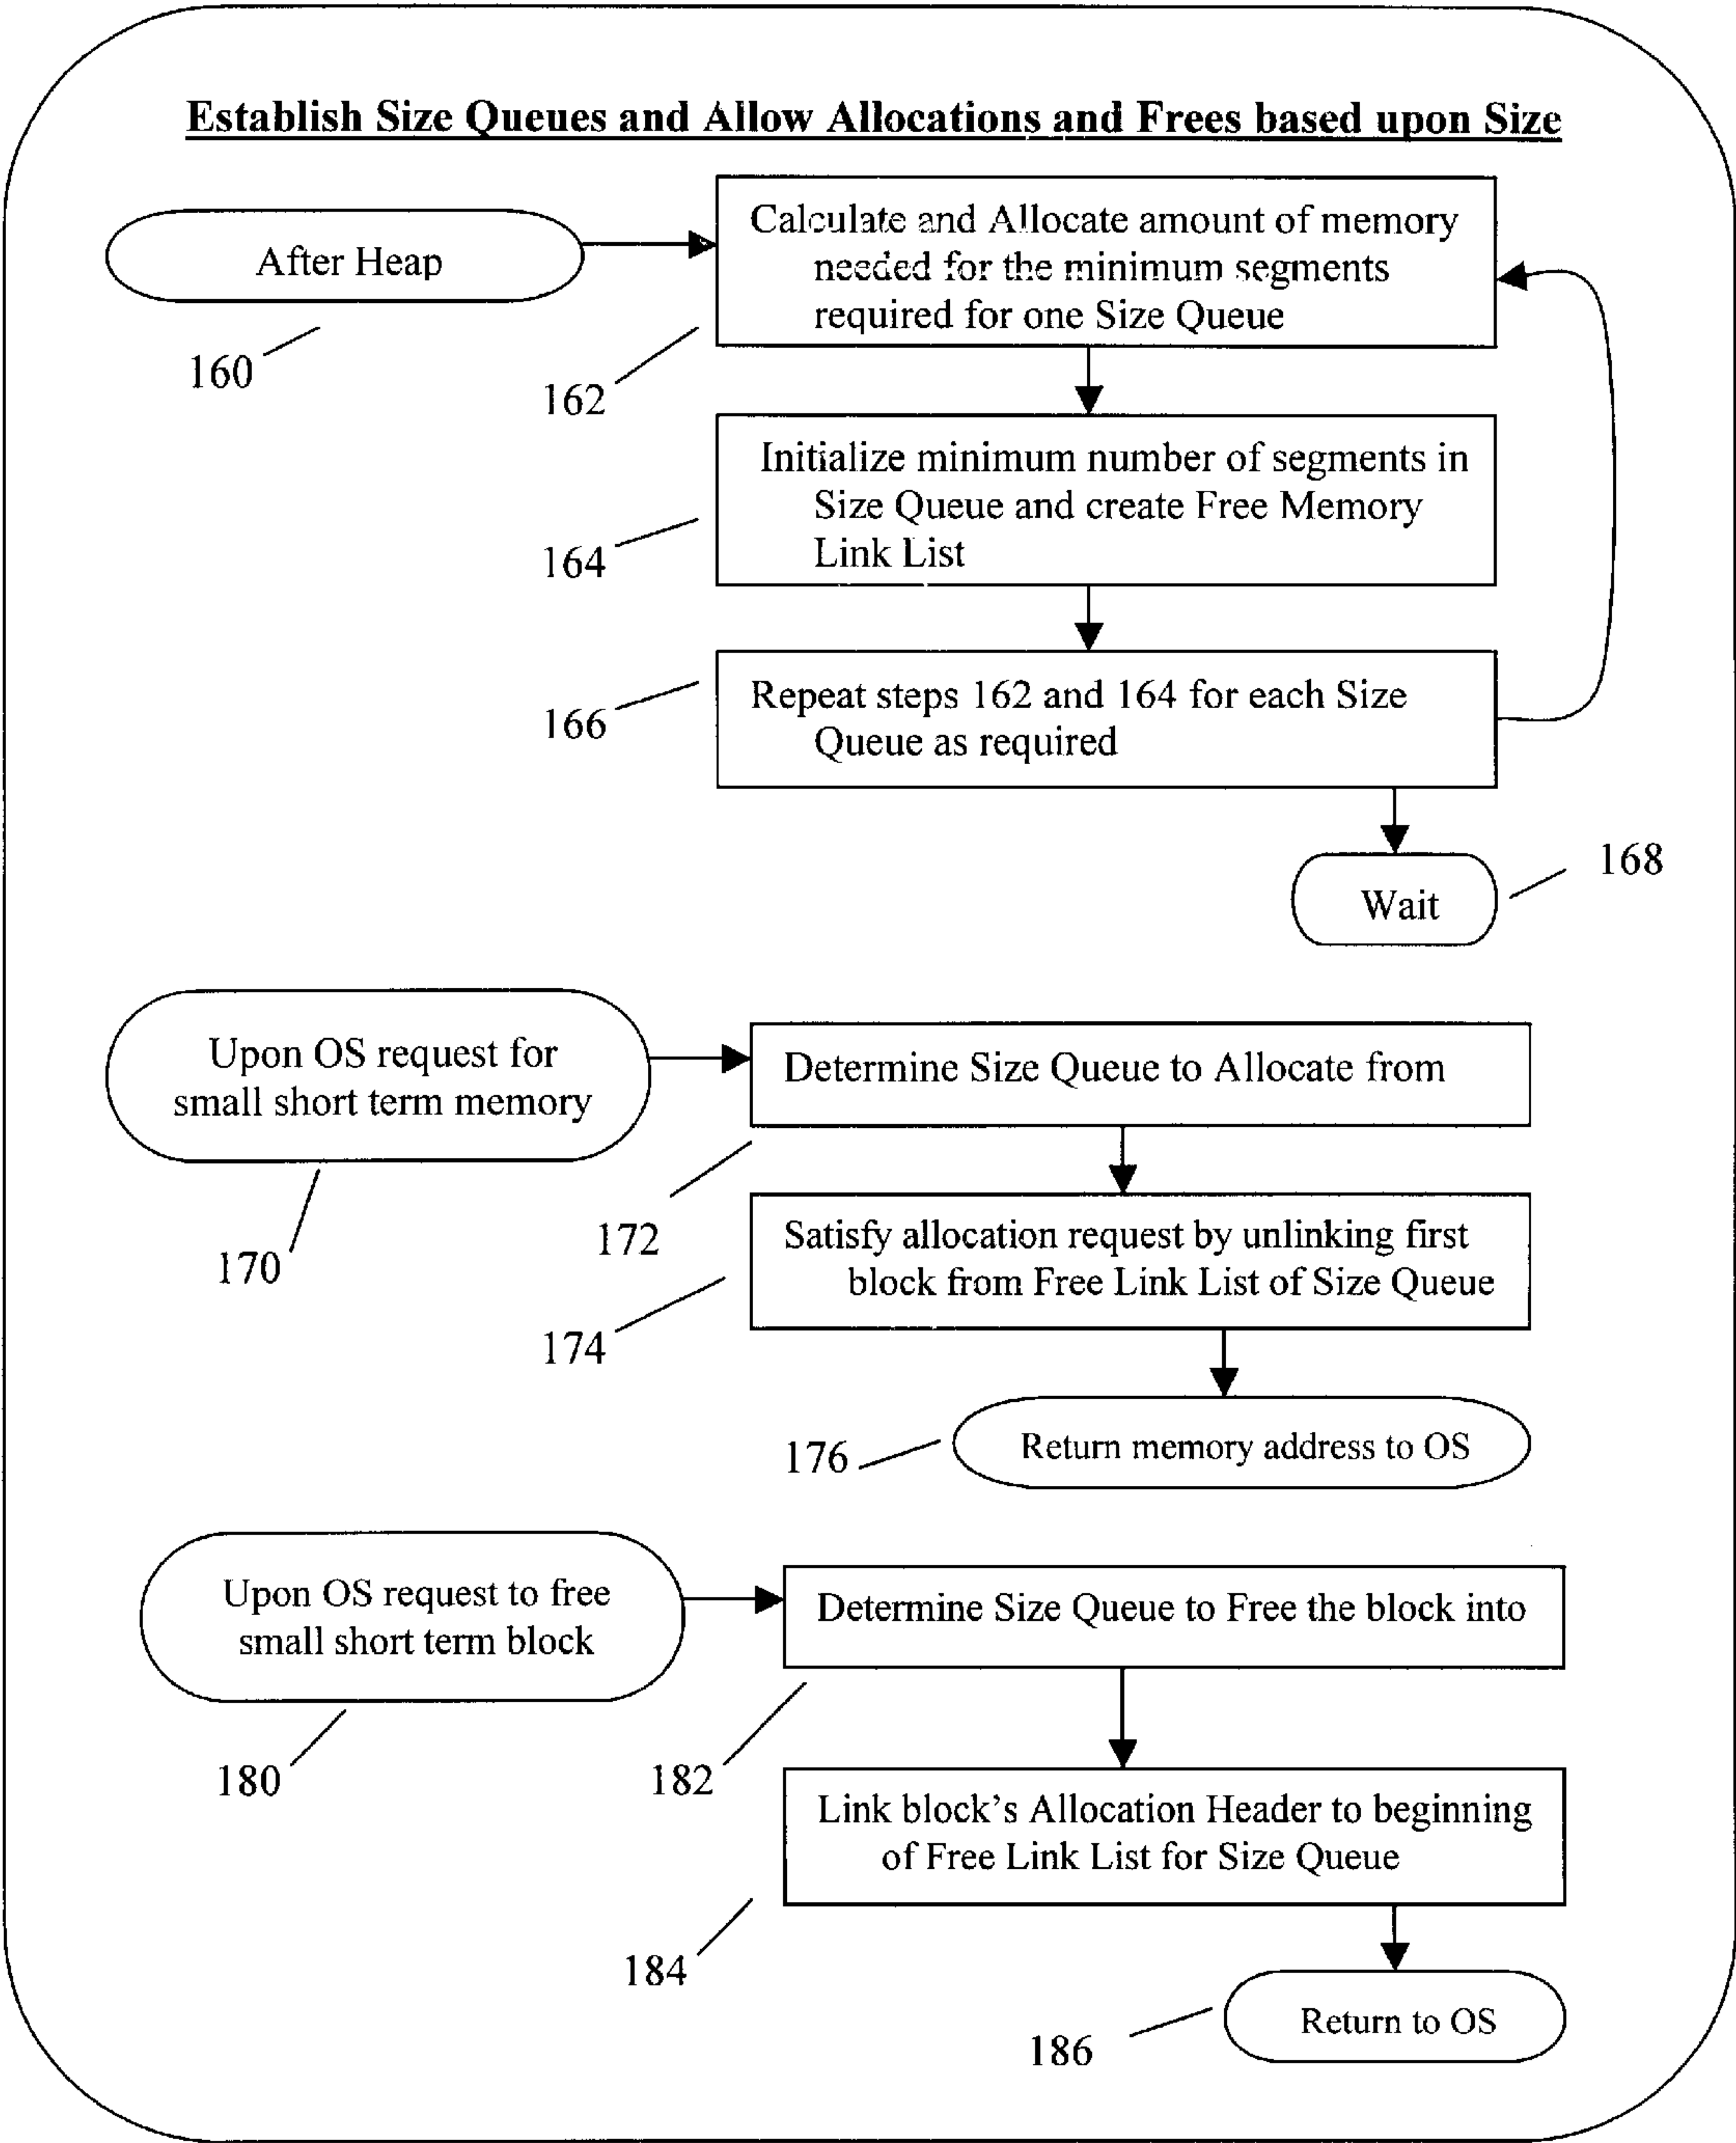 Establish Size Queues and Allow Allocations and Frees based upon Size
After Heap
160
Calculate and Allocate amount of memory
needed for the minimum segments
required for one Size Queue
162
Initialize minimum number of segments in
Size Queue and create Free Memory
Link List
164
Repeat steps 162 and 164 for each Size
Queue as required
166
Wait
168
Upon OS request for
small short term memory
170
Determine Size Queue to Allocate from
172
Satisfy allocation request by unlinking first
block from Free Link List of Size Queue
174
Return memory address to OS
176
Upon OS request to free
small short term block
180
Determine Size Queue to Free the block into
182
Link block's Allocation Header to beginning
of Free Link List for Size Queue
184
Return to OS
186